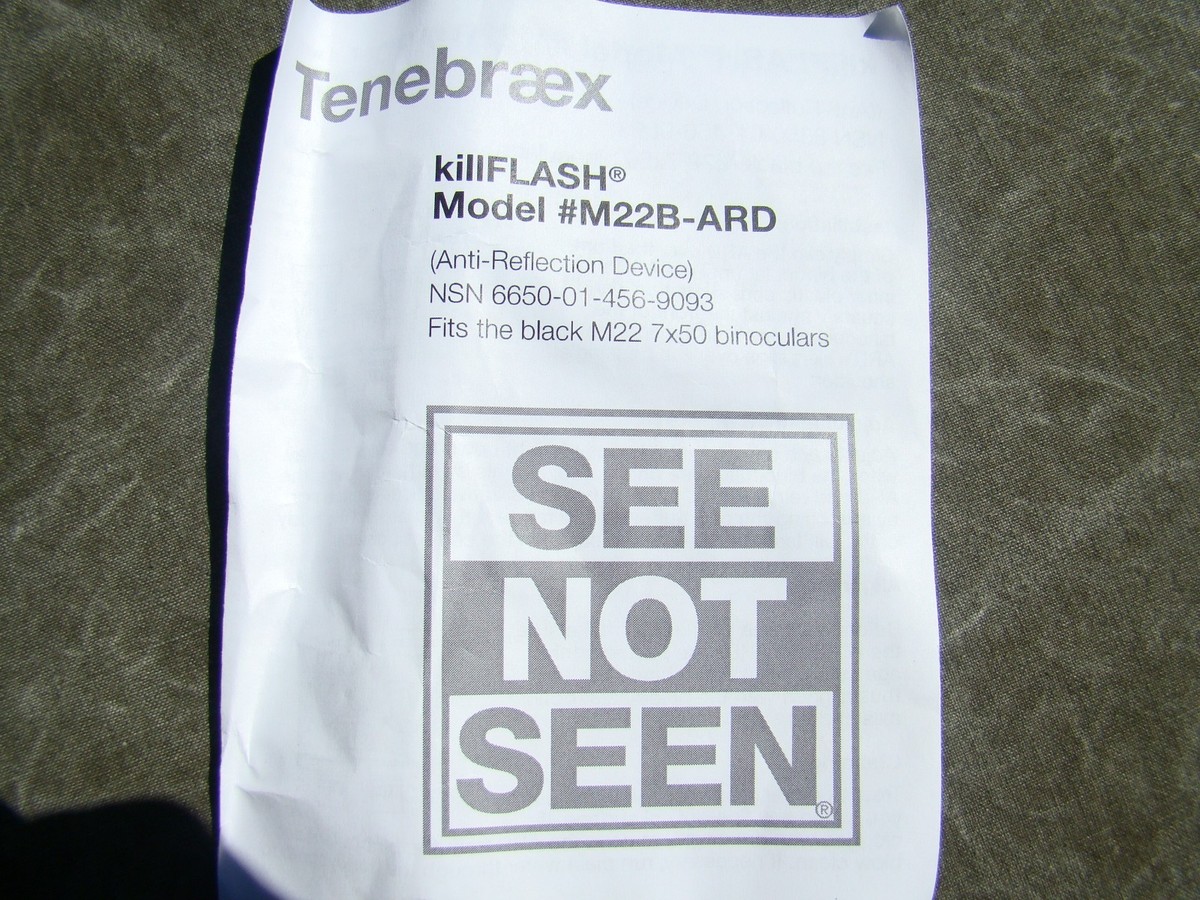 Tenebræx
killFLASH®
Model #M22B-ARD
(Anti-Reflection Device)
NSN 6650-01-456-9093
Fits the black M22 7x50 binoculars
SEE
NOT
SEEN®